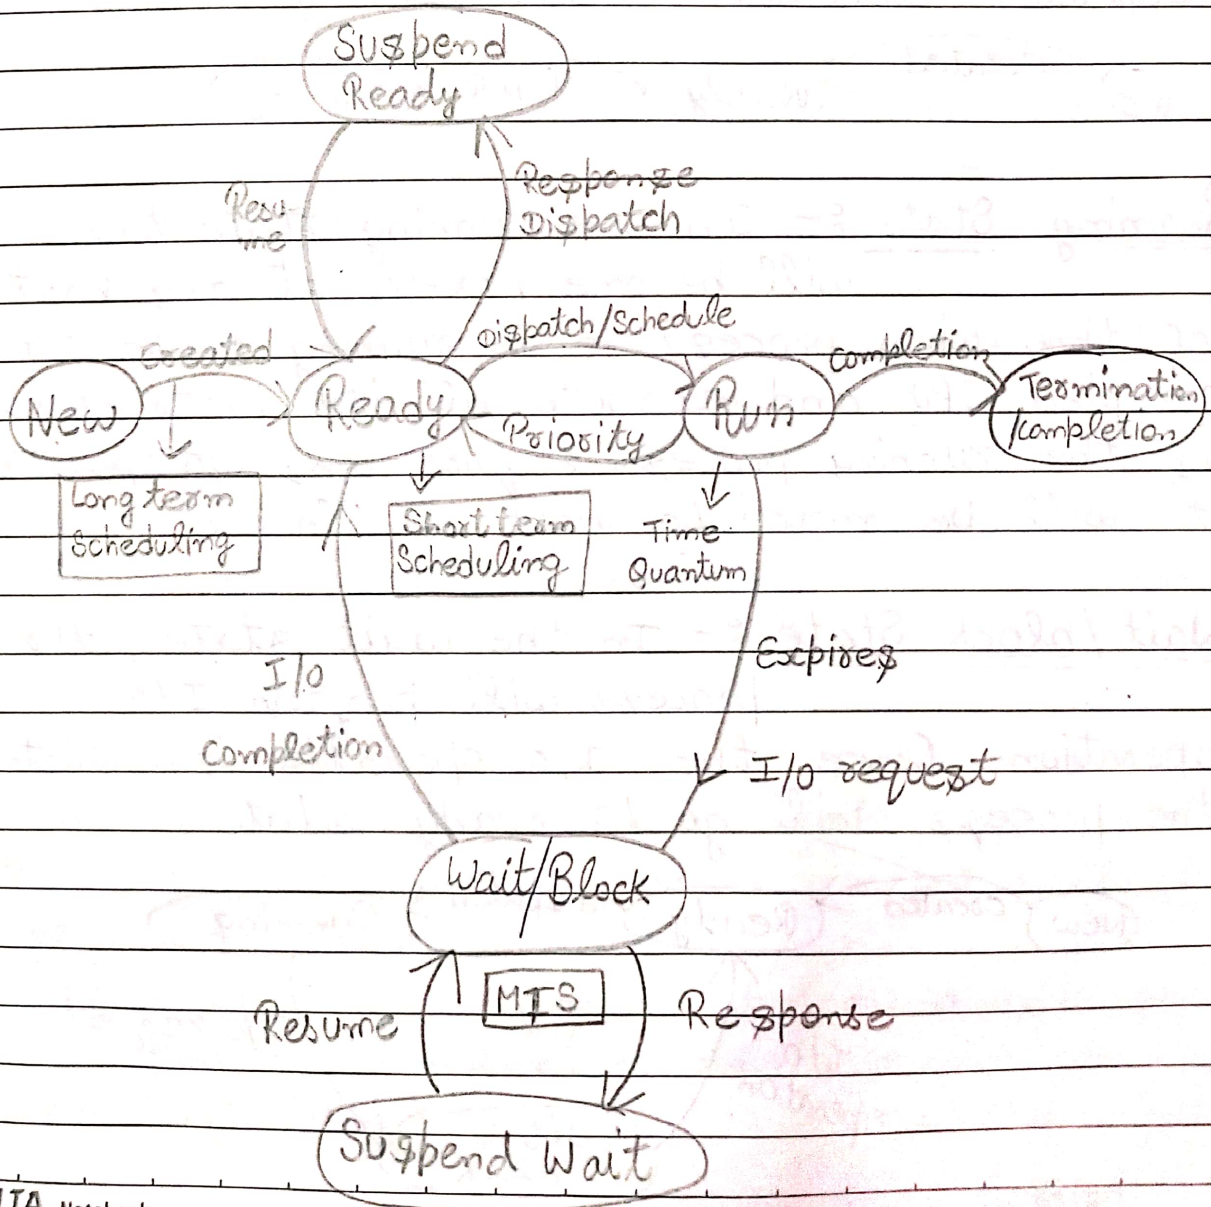 Suspend
Ready
Resu-
me
Response
Dispatch
Dispatch/Schedule
Created
Completion
New
Ready
Priority
Run
Termination
/completion
Long term
Scheduling
Short term
Scheduling
Time
Quantum
Expires
I/O
completion
I/O request
Wait/Block
MTS
Resume
Response
Suspend Wait